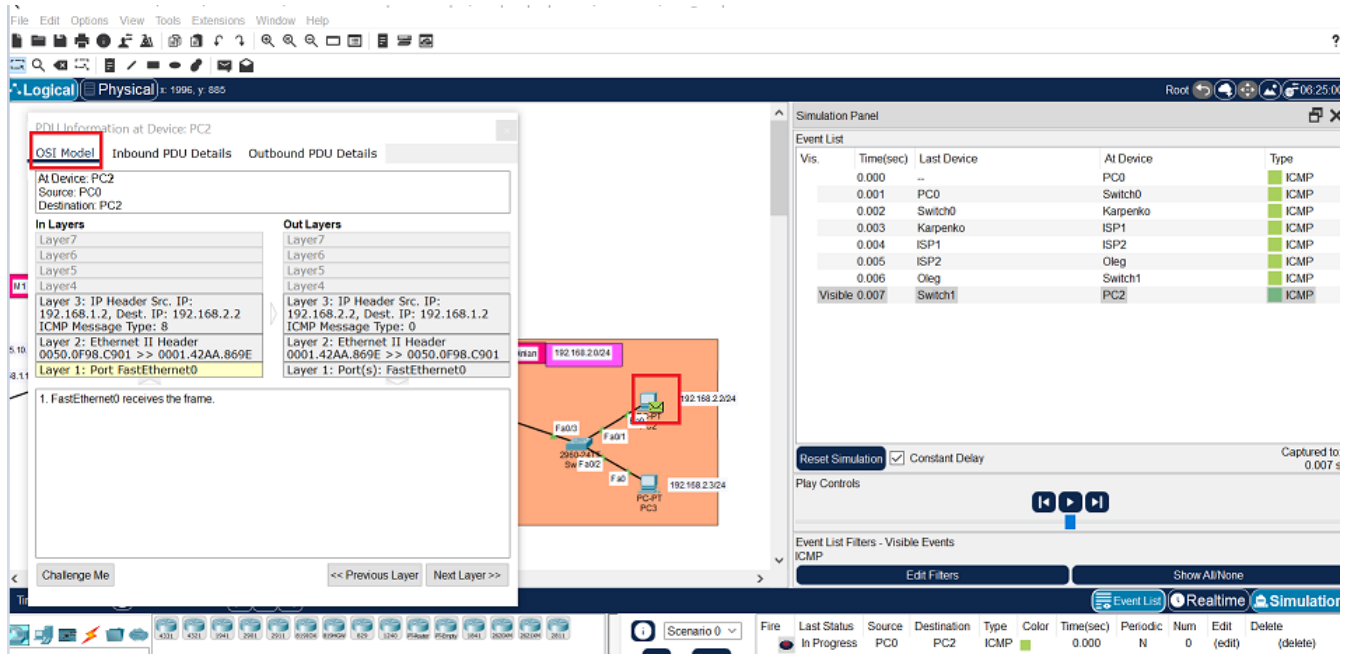 File Edit Options View Tools Extensions Window Help
?
Logical Physical x: 1996, y: 885 Root 06:25:00
PDU Information at Device: PC2
OSI Model Inbound PDU Details Outbound PDU Details
At Device: PC2
Source: PC0
Destination: PC2
In Layers Out Layers
Layer7 Layer7
Layer6 Layer6
Layer5 Layer5
Layer4 Layer4
Layer 3: IP Header Src. IP: 192.168.1.2, Dest. IP: 192.168.2.2 ICMP Message Type: 8
Layer 3: IP Header Src. IP: 192.168.2.2, Dest. IP: 192.168.1.2 ICMP Message Type: 0
Layer 2: Ethernet II Header 0050.0F98.C901 >> 0001.42AA.869E
Layer 2: Ethernet II Header 0001.42AA.869E >> 0050.0F98.C901
Layer 1: Port FastEthernet0 Layer 1: Port(s): FastEthernet0
1. FastEthernet0 receives the frame.
Challenge Me << Previous Layer Next Layer >>
192.168.2.0/24
192.168.2.2/24
Fa0/3
Fa0/1
Fa0/2
Fa0
192.168.2.3/24
PC-PT
PC3
Simulation Panel
Event List
Vis. Time(sec) Last Device At Device Type
0.000 -- PC0 ICMP
0.001 PC0 Switch0 ICMP
0.002 Switch0 Karpenko ICMP
0.003 Karpenko ISP1 ICMP
0.004 ISP1 ISP2 ICMP
0.005 ISP2 Oleg ICMP
0.006 Oleg Switch1 ICMP
Visible 0.007 Switch1 PC2 ICMP
Reset Simulation Constant Delay Captured to:
0.007 s
Play Controls
Event List Filters - Visible Events
ICMP
Edit Filters Show All/None
Event List Realtime Simulation
4331 4321 1941 2901 2911 819 1240 1841 2811
Scenario 0
Fire Last Status Source Destination Type Color Time(sec) Periodic Num Edit Delete
In Progress PC0 PC2 ICMP 0.000 N 0 (edit) (delete)